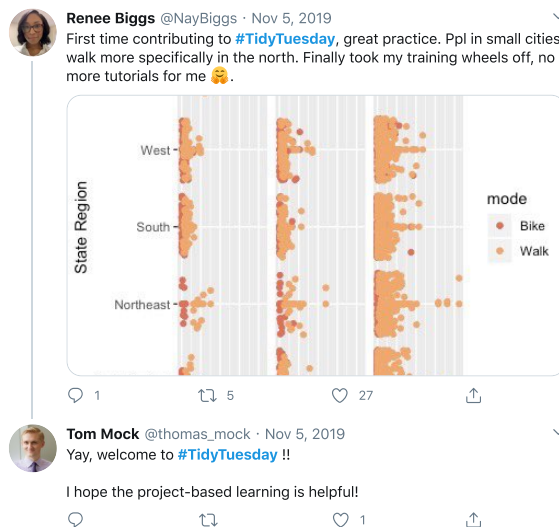 Renee Biggs @NayBiggs · Nov 5, 2019
First time contributing to #TidyTuesday, great practice. Ppl in small cities
walk more specifically in the north. Finally took my training wheels off, no
more tutorials for me 🤗.
State Region
West
South
Northeast
mode
Bike
Walk
1 5 27
Tom Mock @thomas_mock · Nov 5, 2019
Yay, welcome to #TidyTuesday !!
I hope the project-based learning is helpful!
1